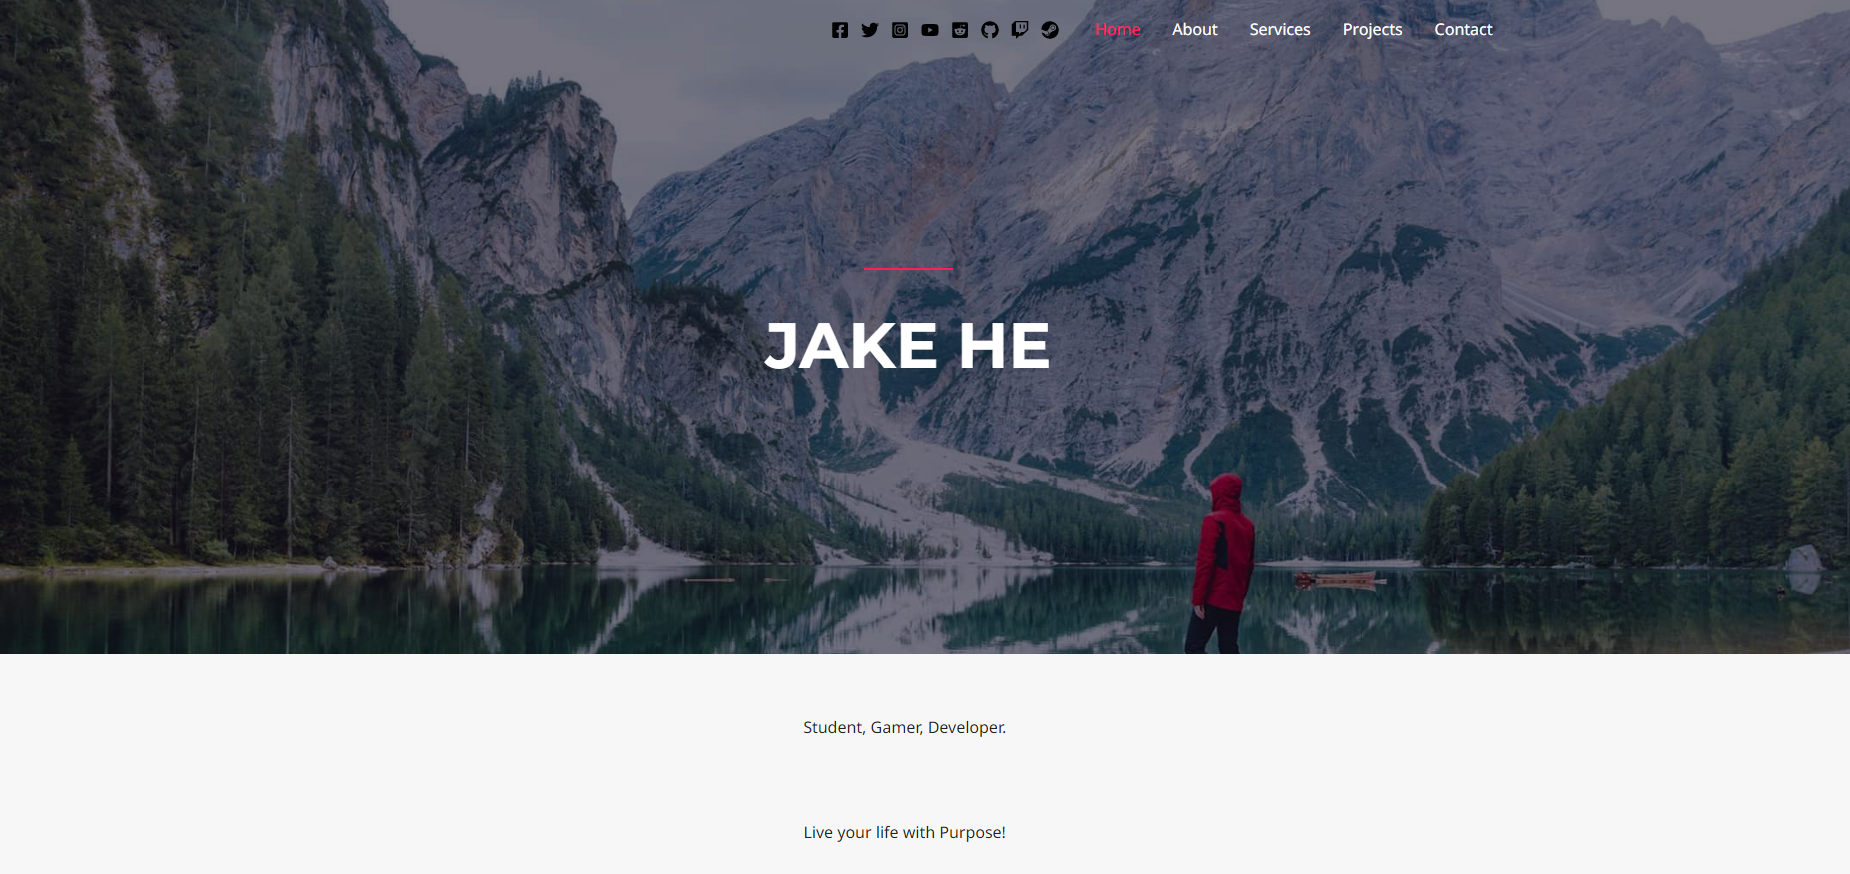 Home About Services Projects Contact
JAKE HE
Student, Gamer, Developer.
Live your life with Purpose!